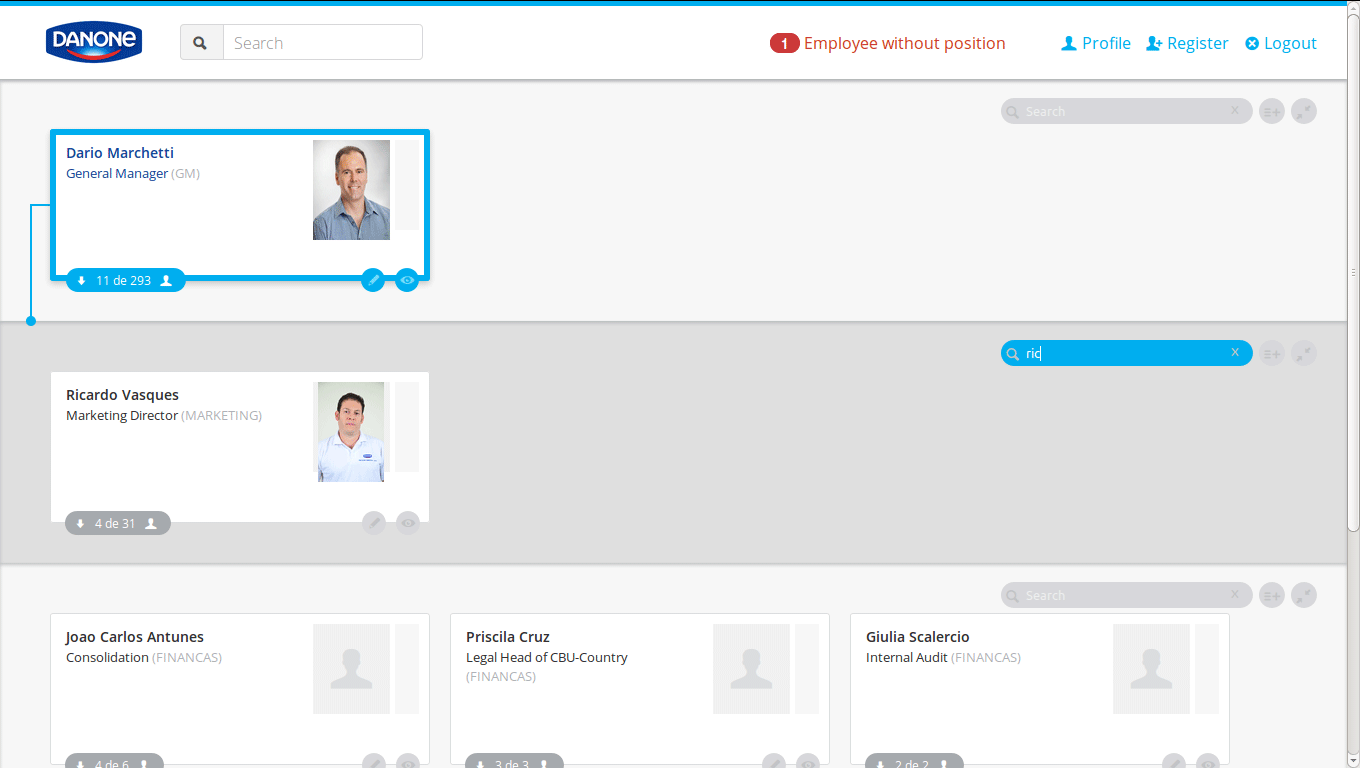 DANONE
Search
1 Employee without position
Profile
Register
Logout
Search X
Dario Marchetti
General Manager (GM)
11 de 293
ric X
Ricardo Vasques
Marketing Director (MARKETING)
4 de 31
Search X
Joao Carlos Antunes
Consolidation (FINANCAS)
4 de 6
Priscila Cruz
Legal Head of CBU-Country
(FINANCAS)
3 de 3
Giulia Scalercio
Internal Audit (FINANCAS)
2 de 2